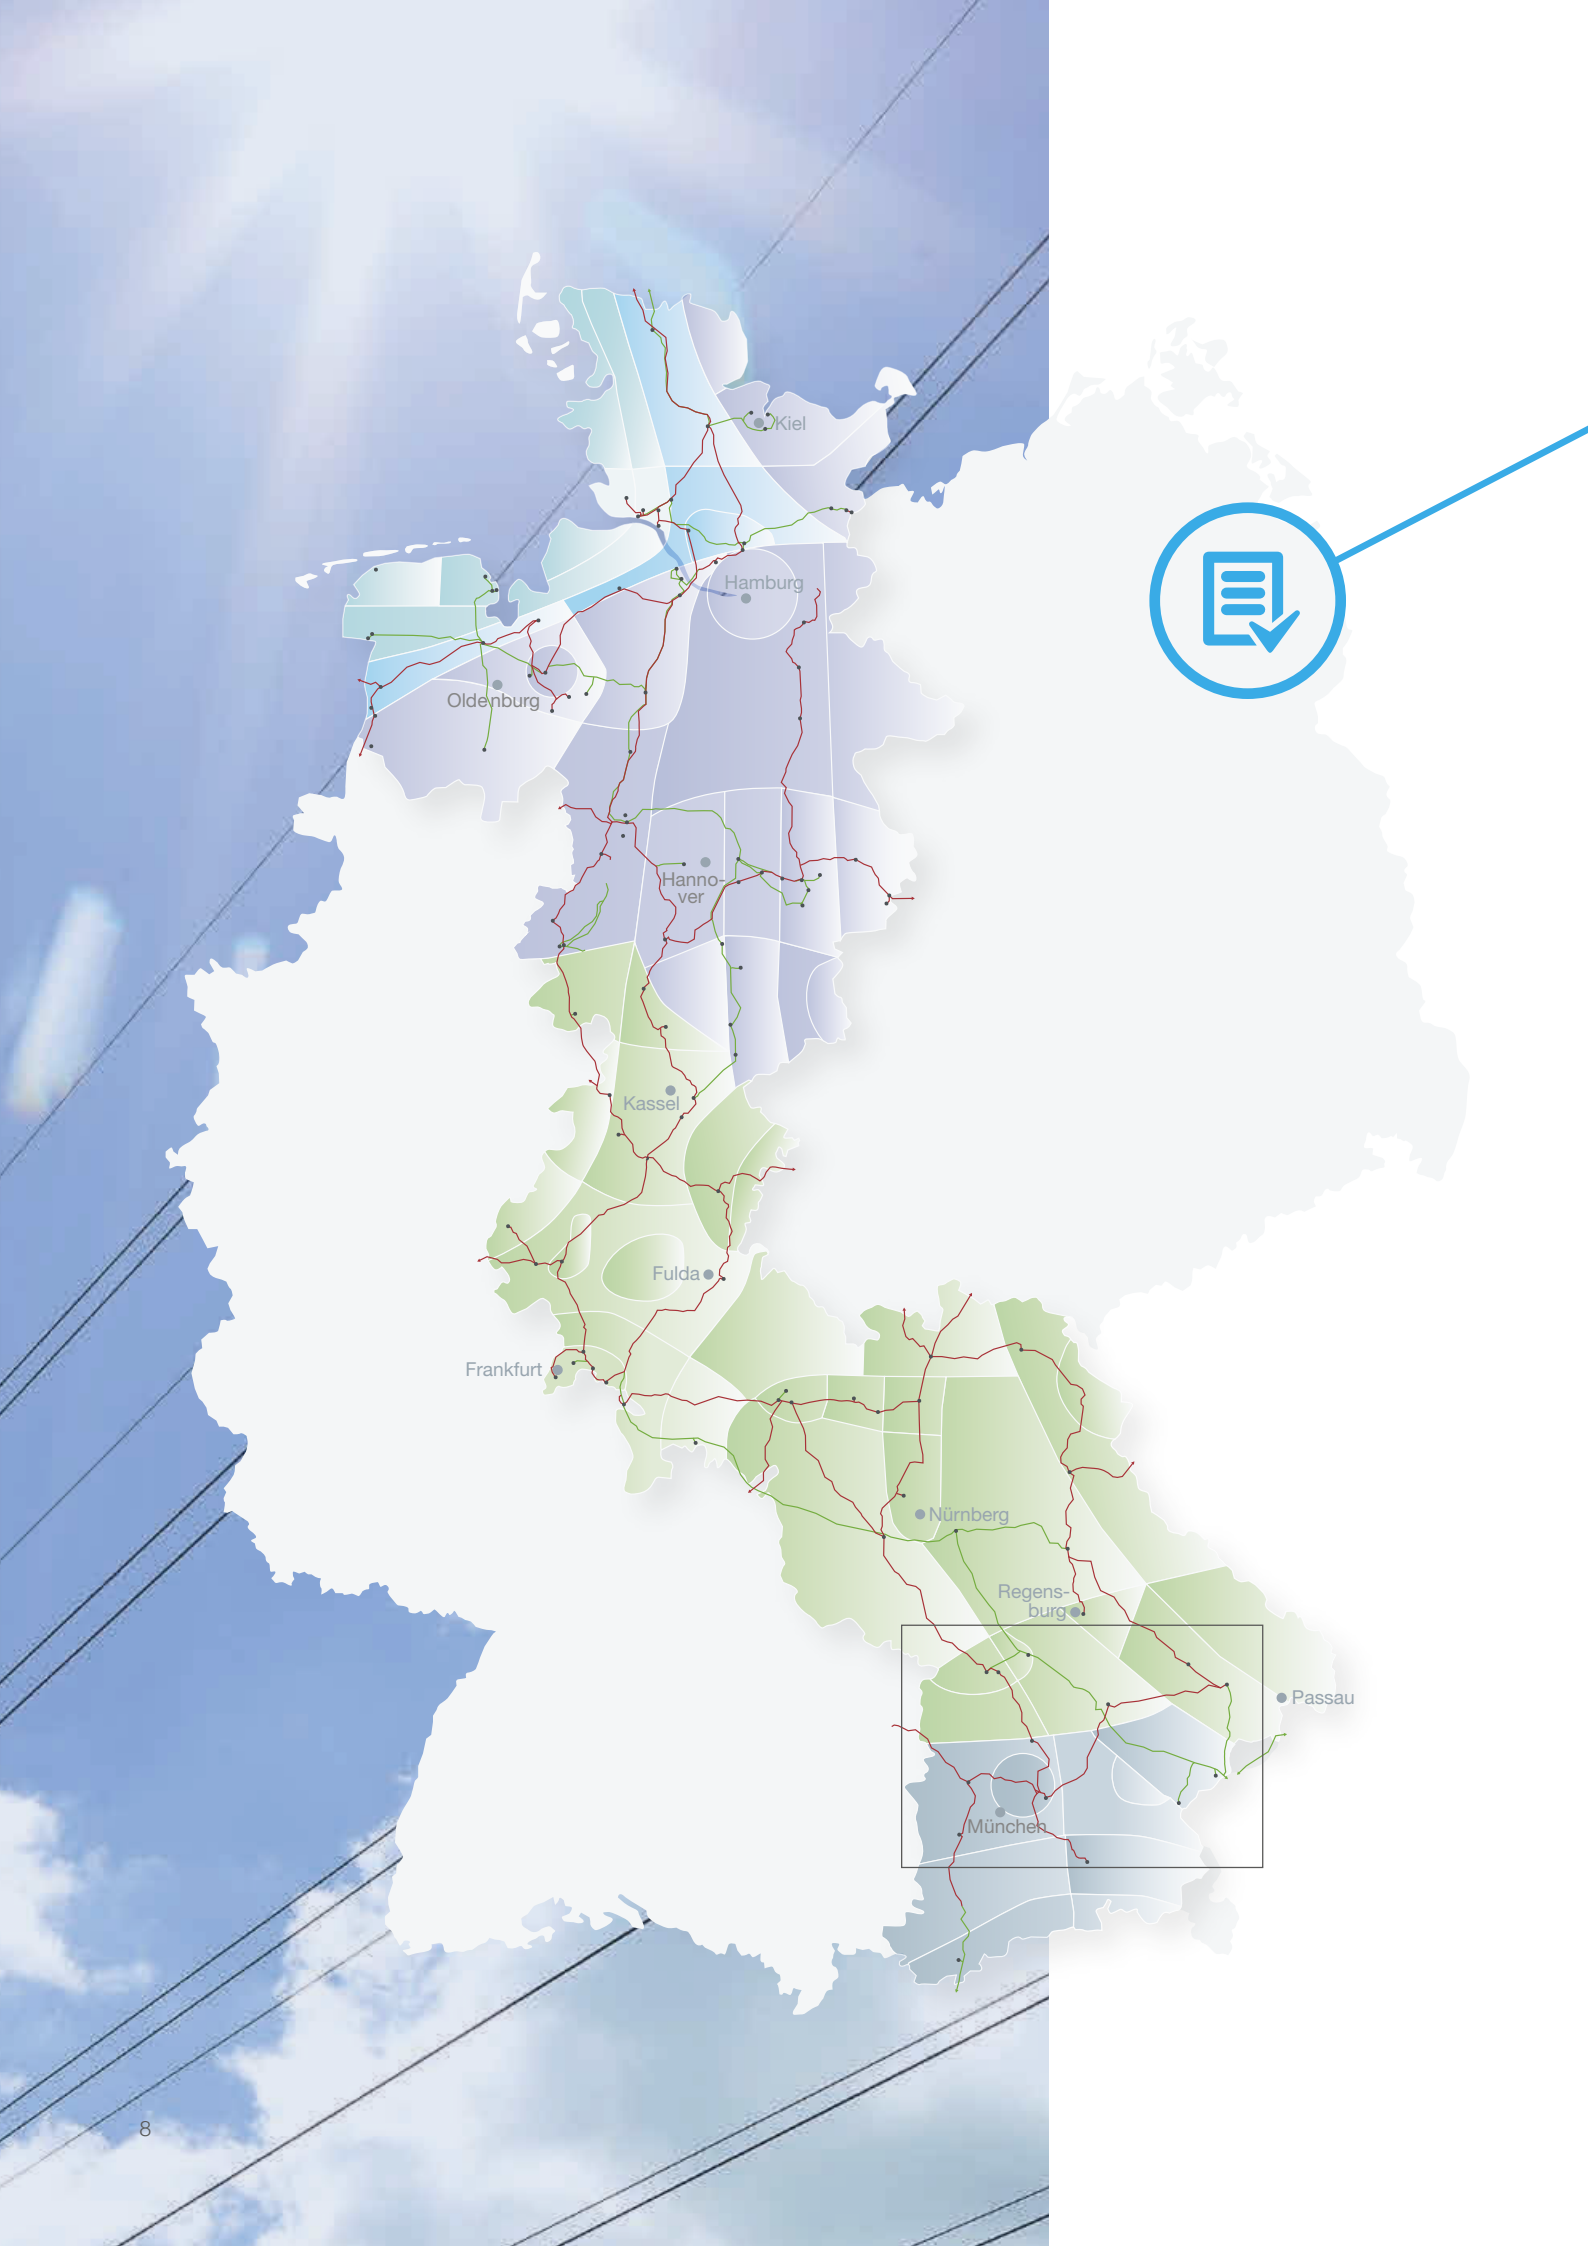 Kiel
Hamburg
Oldenburg
Hanno-
ver
Kassel
Fulda
Frankfurt
Nürnberg
Regens-
burg
Passau
München
8